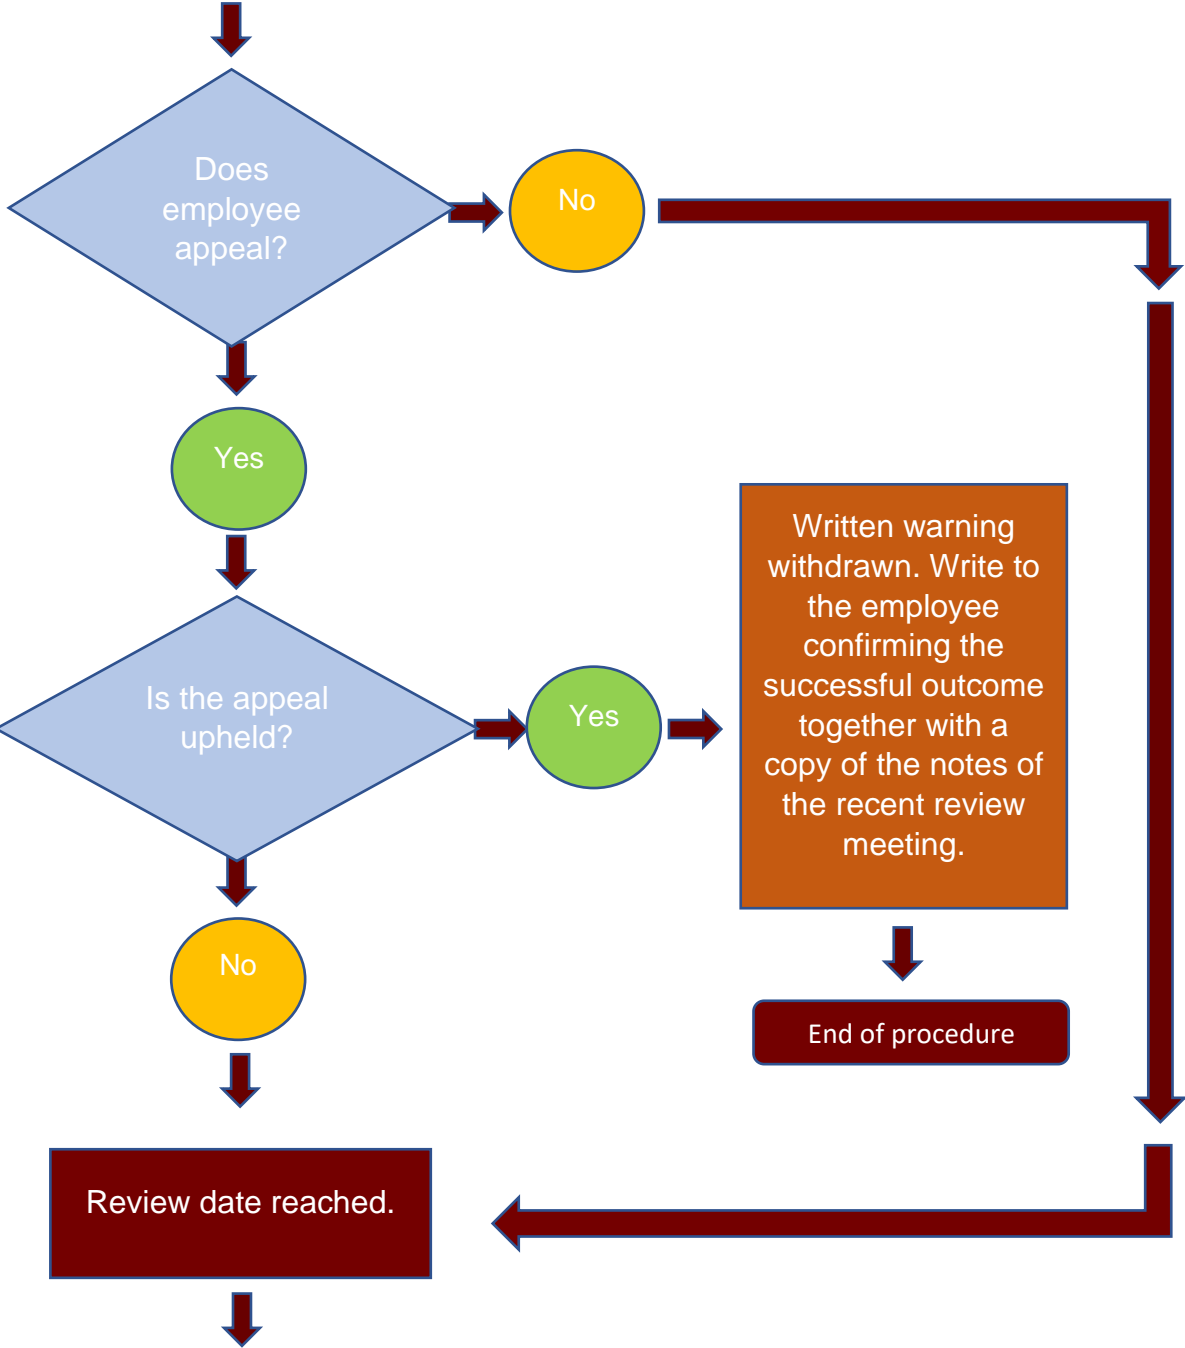 Does
employee
appeal?
No
Yes
Is the appeal
upheld?
Yes
Written warning
withdrawn. Write to
the employee
confirming the
successful outcome
together with a
copy of the notes of
the recent review
meeting.
No
End of procedure
Review date reached.